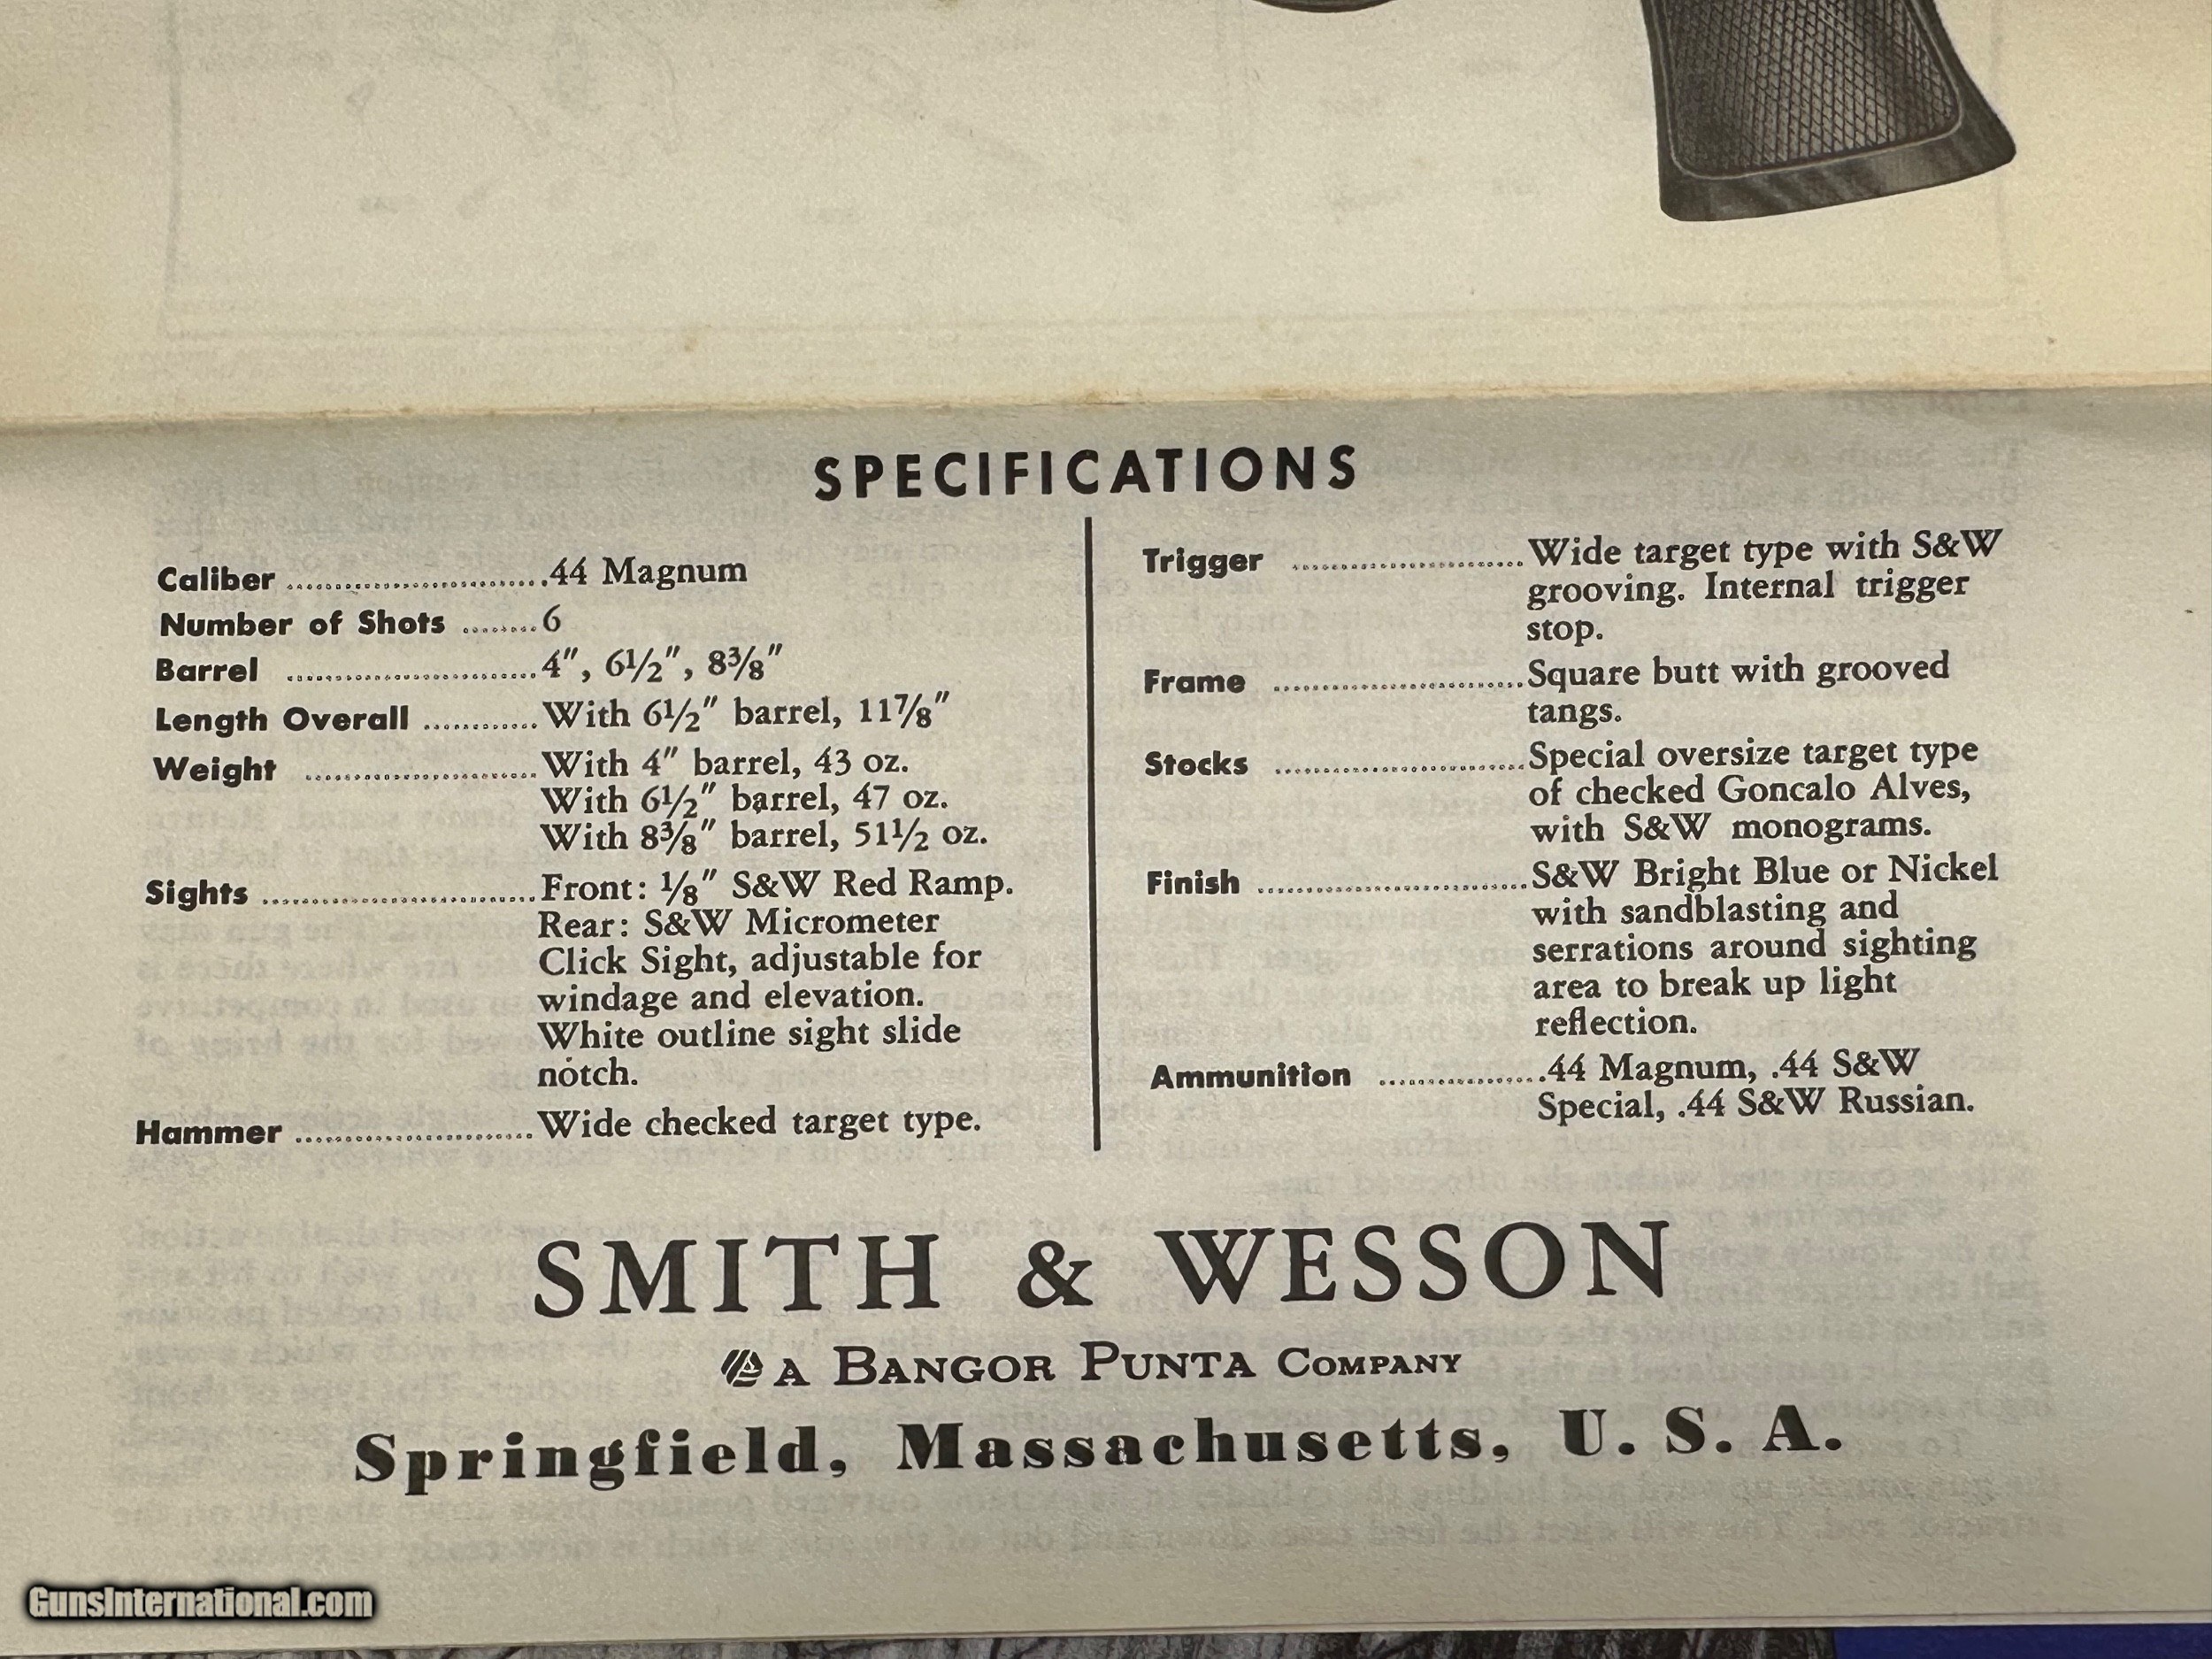 SPECIFICATIONS
Caliber .............................. .44 Magnum
Number of Shots ........ 6
Barrel ............................ 4", 6½", 8⅜"
Length Overall ............ With 6½" barrel, 11⅞"
Weight .......................... With 4" barrel, 43 oz.
With 6½" barrel, 47 oz.
With 8⅜" barrel, 51½ oz.
Sights .............................. Front: ⅛" S&W Red Ramp.
Rear: S&W Micrometer
Click Sight, adjustable for
windage and elevation.
White outline sight slide
notch.
Hammer .......................... Wide checked target type.
Trigger .......................... Wide target type with S&W
grooving. Internal trigger
stop.
Frame ............................ Square butt with grooved
tangs.
Stocks ............................ Special oversize target type
of checked Goncalo Alves,
with S&W monograms.
Finish .............................. S&W Bright Blue or Nickel
with sandblasting and
serrations around sighting
area to break up light
reflection.
Ammunition .................. .44 Magnum, .44 S&W
Special, .44 S&W Russian.
SMITH & WESSON
A BANGOR PUNTA COMPANY
Springfield, Massachusetts, U. S. A.
GunsInternational.com